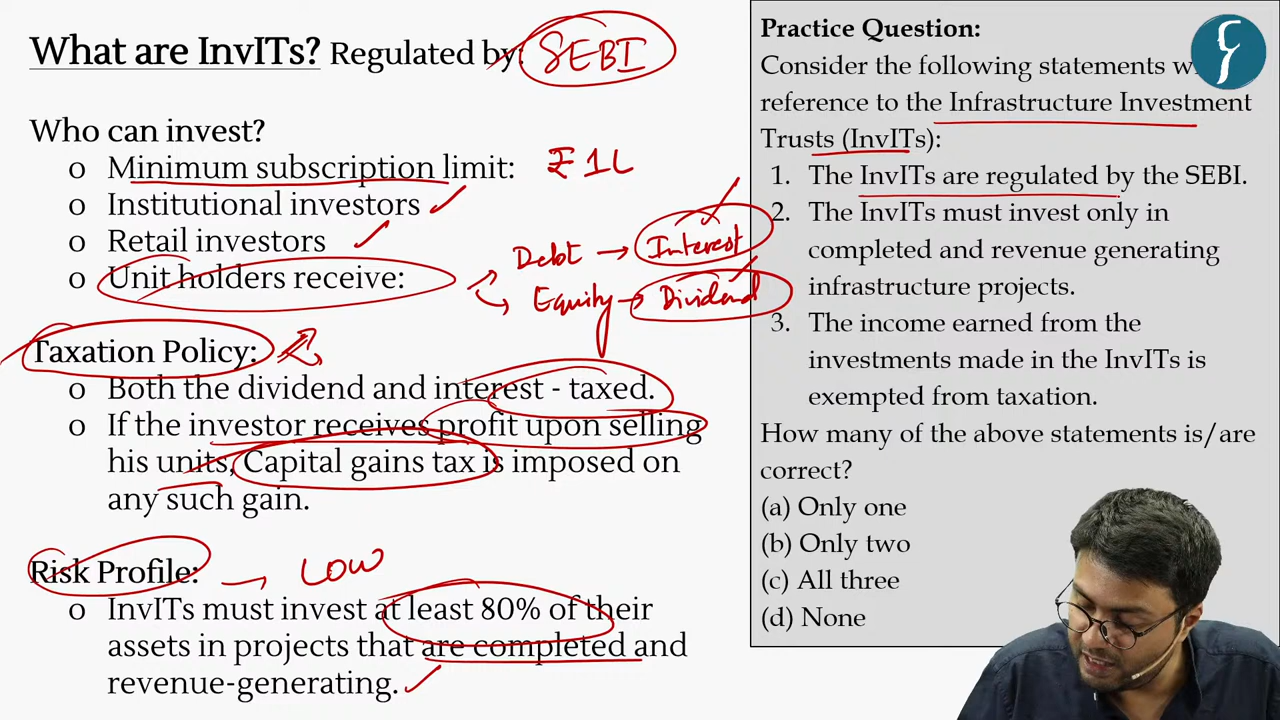 What are InvITs? Regulated by: SEBI
Who can invest?
o Minimum subscription limit: ₹1L
o Institutional investors
o Retail investors
o Unit holders receive:
Debt → Interest
Equity → Dividend
Taxation Policy:
o Both the dividend and interest - taxed.
o If the investor receives profit upon selling
his units, Capital gains tax is imposed on
any such gain.
Risk Profile: → Low
o InvITs must invest at least 80% of their
assets in projects that are completed and
revenue-generating.
Practice Question:
Consider the following statements
reference to the Infrastructure Investment
Trusts (InvITs):
1. The InvITs are regulated by the SEBI.
2. The InvITs must invest only in
completed and revenue generating
infrastructure projects.
3. The income earned from the
investments made in the InvITs is
exempted from taxation.
How many of the above statements is/are
correct?
(a) Only one
(b) Only two
(c) All three
(d) None